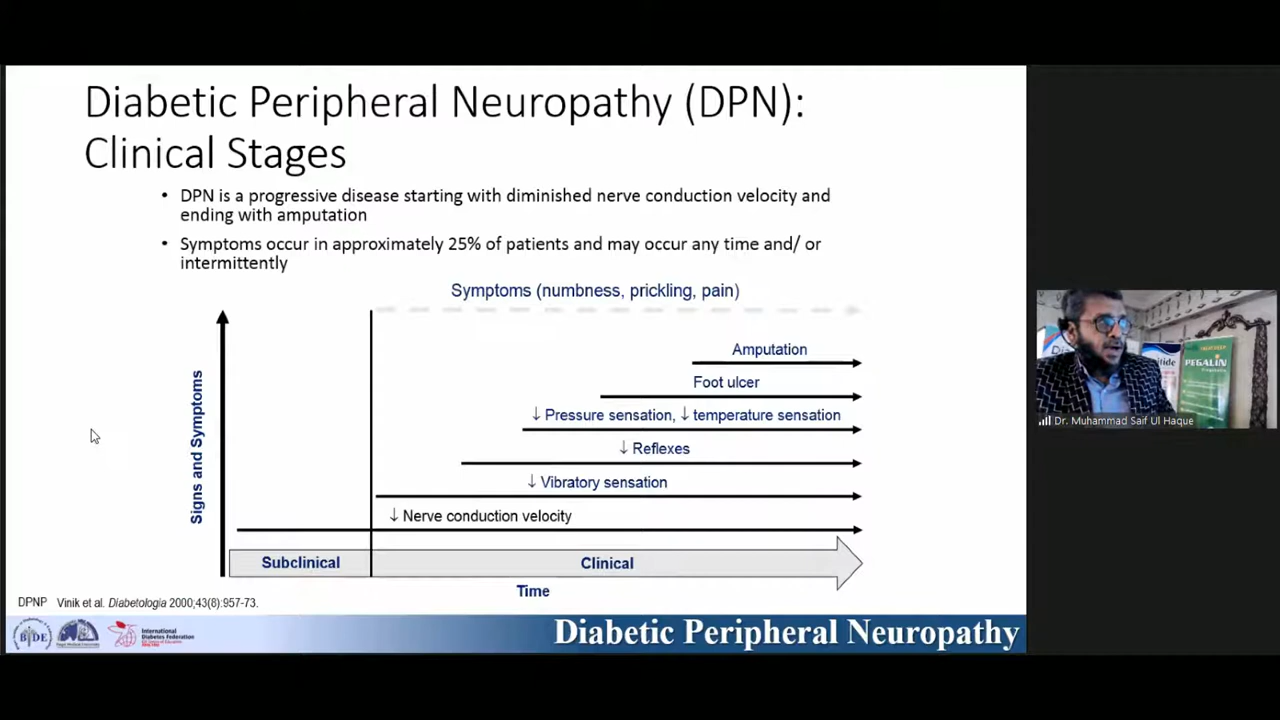 Diabetic Peripheral Neuropathy (DPN):
Clinical Stages
• DPN is a progressive disease starting with diminished nerve conduction velocity and
ending with amputation
• Symptoms occur in approximately 25% of patients and may occur any time and/ or
intermittently
Symptoms (numbness, prickling, pain)
Amputation
Foot ulcer
↓ Pressure sensation, ↓ temperature sensation
↓ Reflexes
↓ Vibratory sensation
↓ Nerve conduction velocity
Signs and Symptoms
Subclinical
Clinical
Time
DPNP Vinik et al. Diabetologia 2000;43(8):957-73.
BIDE
International
Diabetes Federation
Diabetic Peripheral Neuropathy
PEGALIN
Dr. Muhammad Saif Ul Haque